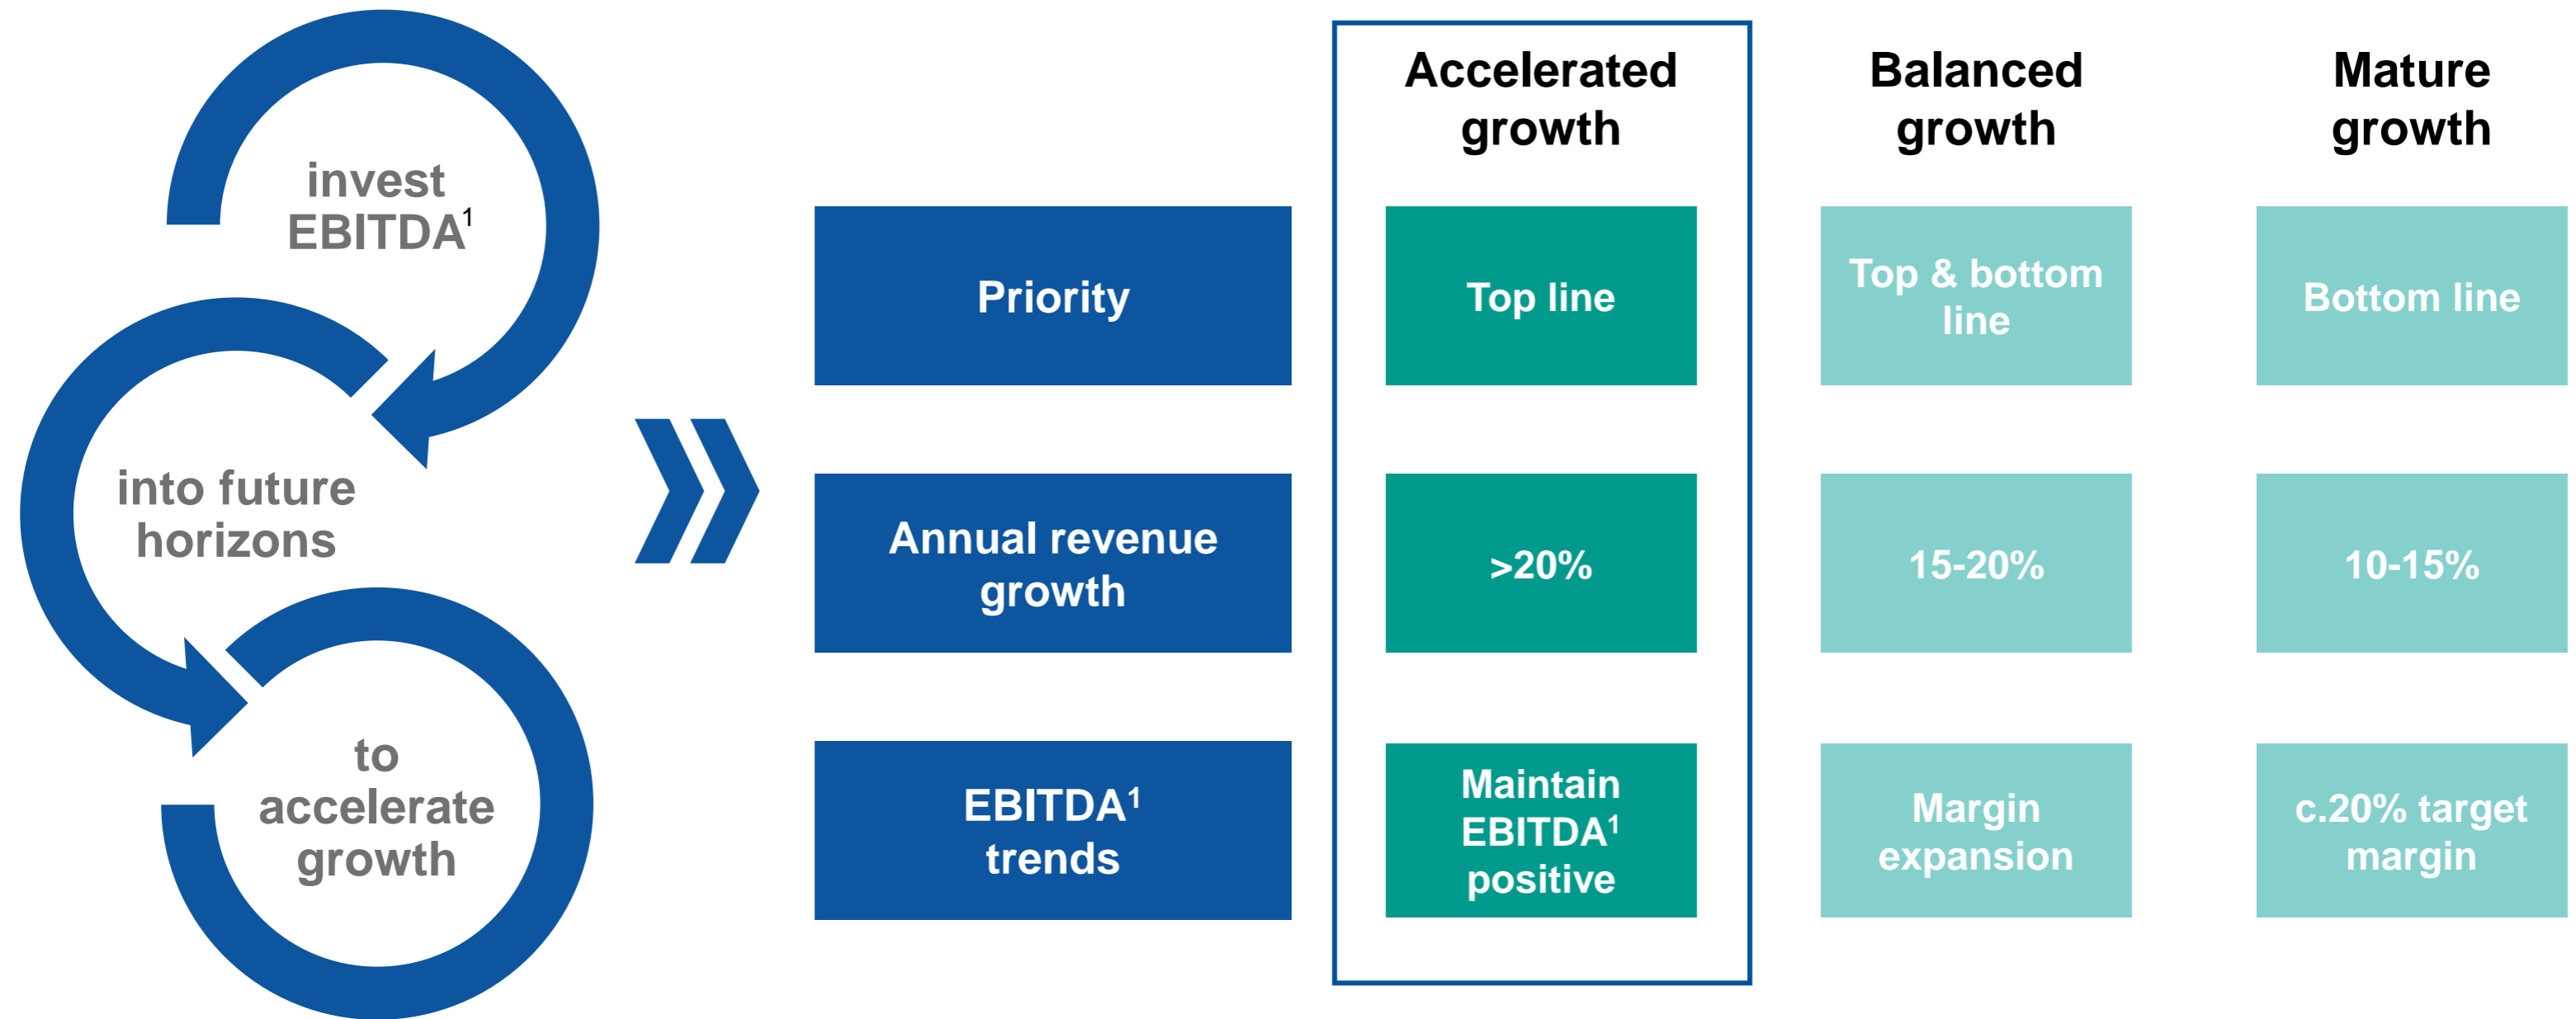 invest
EBITDA¹
into future
horizons
to
accelerate
growth
Accelerated
growth
Balanced
growth
Mature
growth
Priority
Top line
Top & bottom
line
Bottom line
Annual revenue
growth
>20%
15-20%
10-15%
EBITDA¹
trends
Maintain
EBITDA¹
positive
Margin
expansion
c.20% target
margin